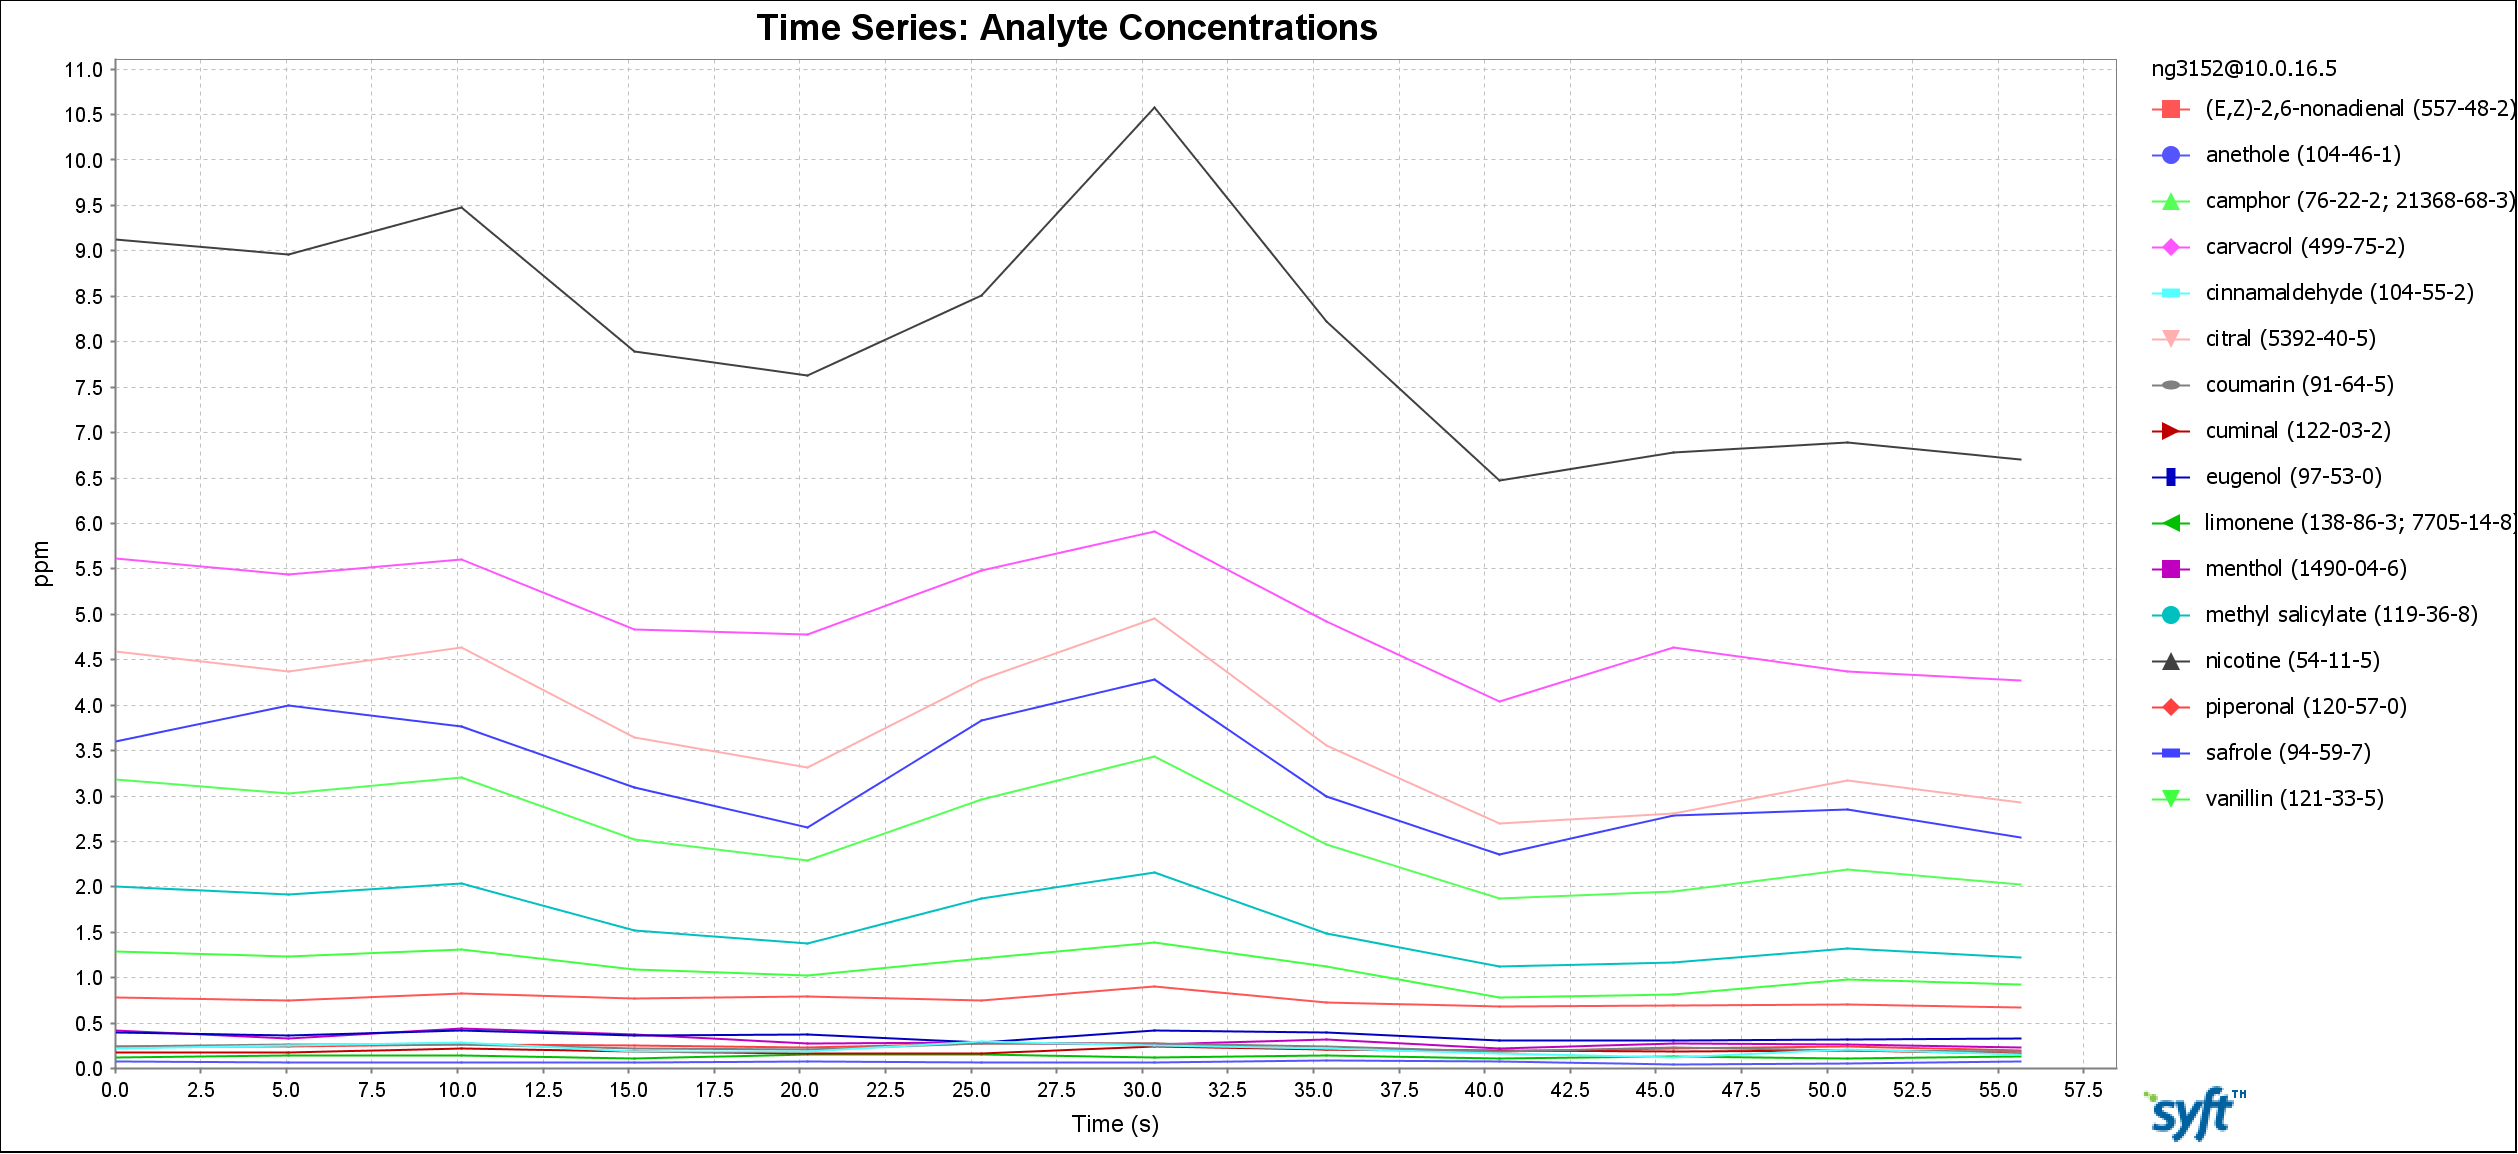 Time Series: Analyte Concentrations
11.0
10.5
10.0
9.5
9.0
8.5
8.0
7.5
7.0
6.5
6.0
5.5
5.0
4.5
4.0
3.5
3.0
2.5
2.0
1.5
1.0
0.5
0.0
ppm
0.0 2.5 5.0 7.5 10.0 12.5 15.0 17.5 20.0 22.5 25.0 27.5 30.0 32.5 35.0 37.5 40.0 42.5 45.0 47.5 50.0 52.5 55.0 57.5
Time (s)
ng3152@10.0.16.5
(E,Z)-2,6-nonadienal (557-48-2)
anethole (104-46-1)
camphor (76-22-2; 21368-68-3)
carvacrol (499-75-2)
cinnamaldehyde (104-55-2)
citral (5392-40-5)
coumarin (91-64-5)
cuminal (122-03-2)
eugenol (97-53-0)
limonene (138-86-3; 7705-14-8)
menthol (1490-04-6)
methyl salicylate (119-36-8)
nicotine (54-11-5)
piperonal (120-57-0)
safrole (94-59-7)
vanillin (121-33-5)
syft™